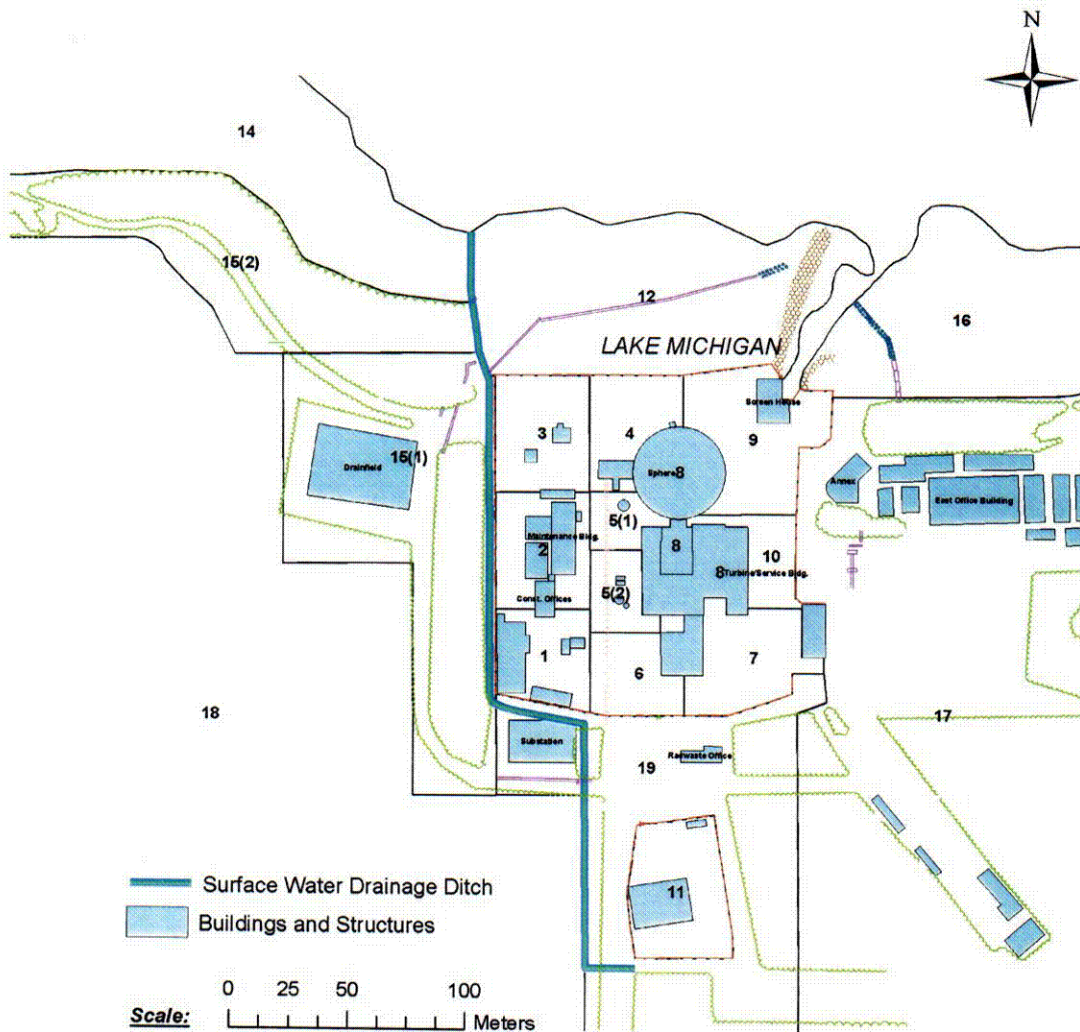 N
14
15(2)
12
16
LAKE MICHIGAN
Screen House
3
4
9
15(1)
Drainfield
Sphere
8
Annex
East Office Building
5(1)
Maintenance Bldg.
2
8
10
8
Turbine/Service Bldg.
5(2)
Const. Offices
1
6
7
18
17
Substation
Radwaste Office
19
11
Surface Water Drainage Ditch
Buildings and Structures
0 25 50 100
Scale: Meters